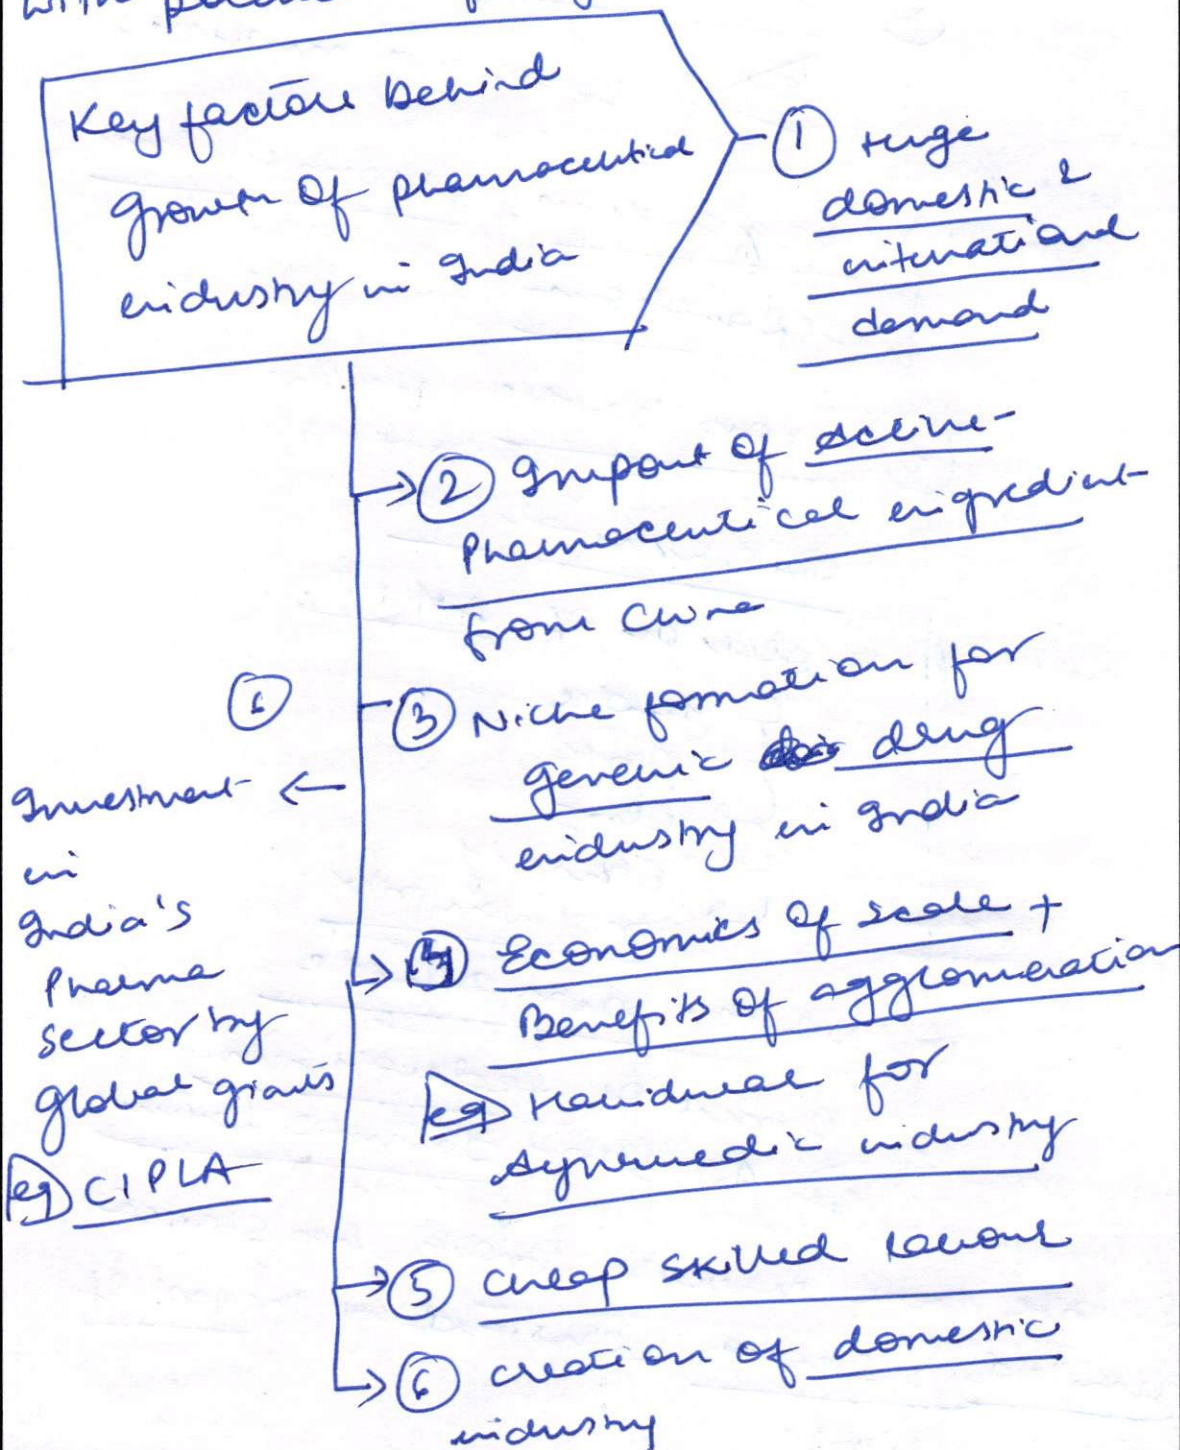 Key factors behind
growth of pharmaceutical
industry in India
① Huge
domestic &
international
demand
② Import of Active-
Pharmaceutical ingredient
from China
③ Niche formation for
generic drug
industry in India
④ Economics of scale +
Benefits of agglomeration
eg Haridwar for
Ayurvedic industry
⑤ cheap skilled labour
⑥ creation of domestic
industry
⑥
Investment
in
India's
Pharma
sector by
global giants
eg CIPLA